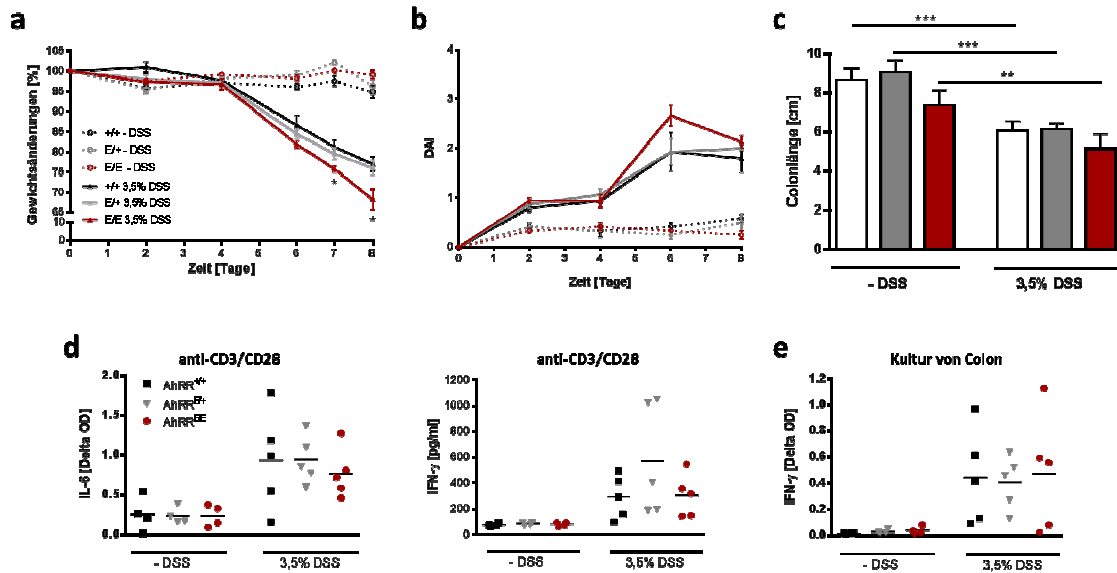 a
Gewichtsänderungen [%]
105
100
95
90
85
80
75
70
65
10
0
+/+ - DSS
E/+ - DSS
E/E - DSS
+/+ 3,5% DSS
E/+ 3,5% DSS
E/E 3,5% DSS
*
*
0 1 2 3 4 5 6 7 8
Zeit [Tage]
b
DAI
4
3
2
1
0
0 1 2 3 4 5 6 7 8
Zeit [Tage]
c
***
***
**
Colonlänge [cm]
10
8
6
4
2
0
- DSS
3,5% DSS
d
anti-CD3/CD28
IL-6 [Delta OD]
2.0
1.5
1.0
0.5
0.0
AhRR+/+
AhRRE/+
AhRRE/E
- DSS
3,5% DSS
anti-CD3/CD28
IFN-γ [pg/ml]
1200
1000
800
600
400
200
0
- DSS
3,5% DSS
e
Kultur von Colon
IFN-γ [Delta OD]
1.2
1.0
0.8
0.6
0.4
0.2
0.0
- DSS
3,5% DSS